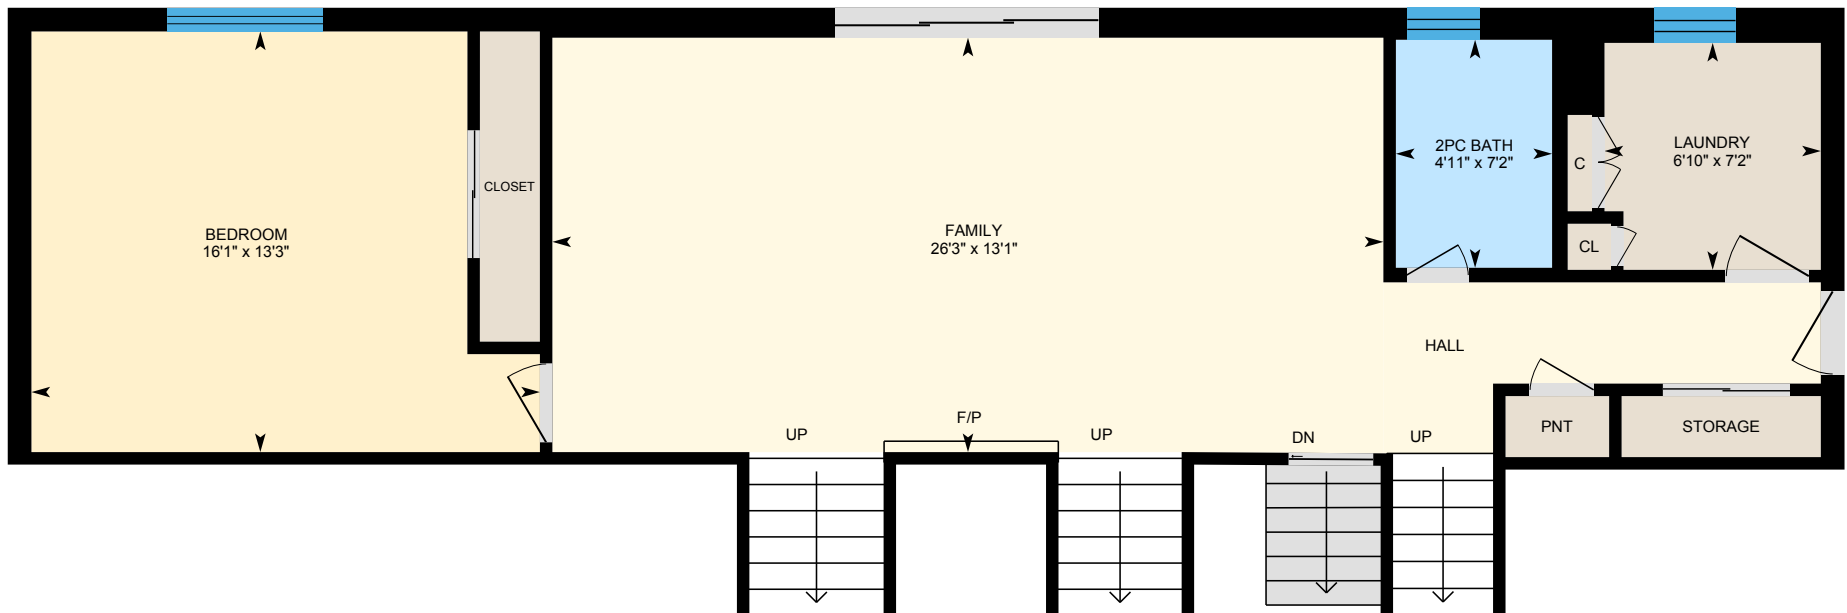 BEDROOM
16'1" x 13'3"
CLOSET
FAMILY
26'3" x 13'1"
2PC BATH
4'11" x 7'2"
C
LAUNDRY
6'10" x 7'2"
CL
HALL
UP
F/P
UP
DN
UP
PNT
STORAGE